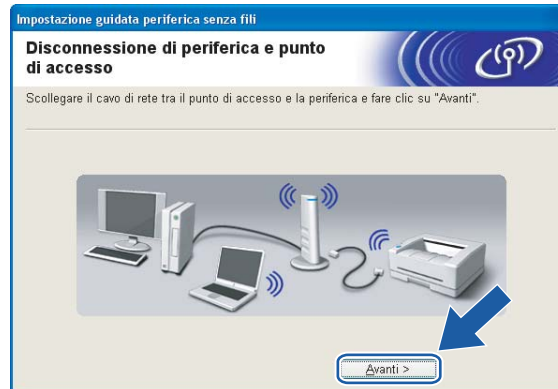 Impostazione guidata periferica senza fili
Disconnessione di periferica e punto
di accesso
Scollegare il cavo di rete tra il punto di accesso e la periferica e fare clic su "Avanti".
Avanti >